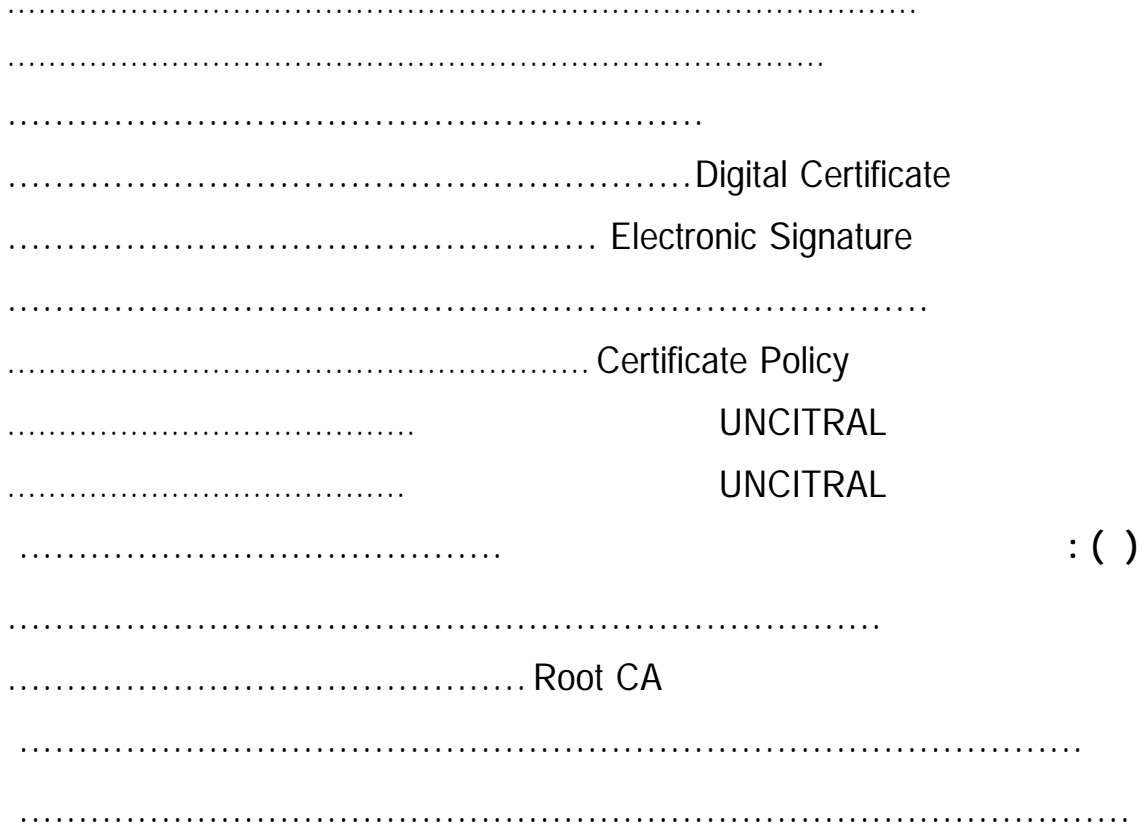 ........................................................................................
...............................................................................
...........................................................
..........................................................Digital Certificate
.................................................. Electronic Signature
..............................................................................
........................................................Certificate Policy
....................................... UNCITRAL
...................................... UNCITRAL
......................................... : ( )
..........................................................................
............................................Root CA
..........................................................................................
..............................................................................................